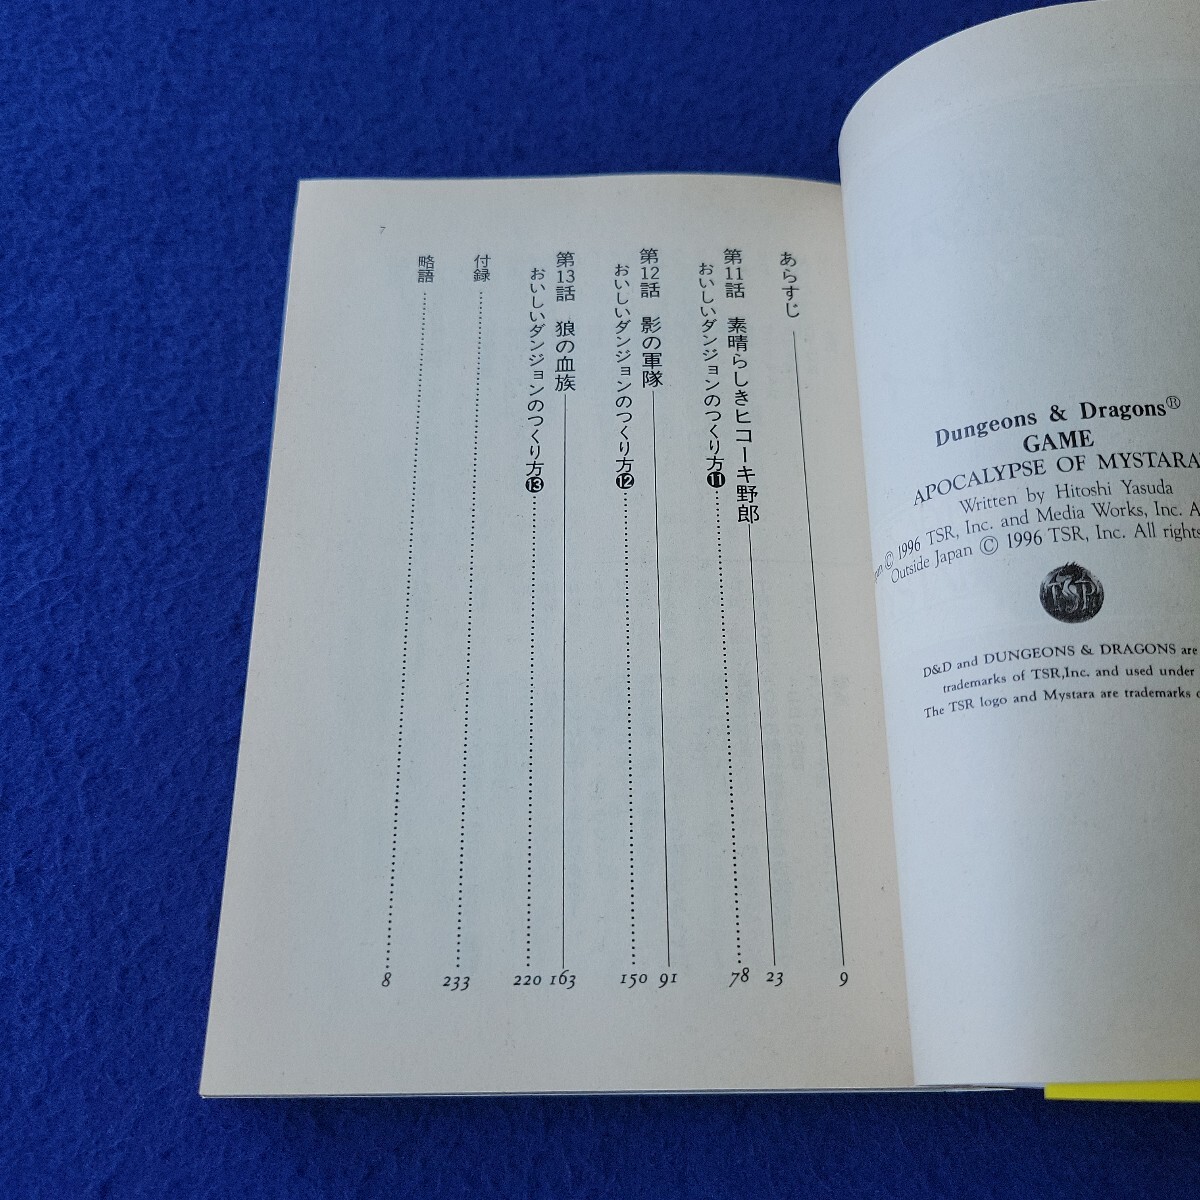 Dungeons & Dragons®
GAME
APOCALYPSE OF MYSTARA
Written by Hitoshi Yasuda
© 1996 TSR, Inc. and Media Works, Inc.
Outside Japan © 1996 TSR, Inc. All rights
TSR
D&D and DUNGEONS & DRAGONS are
trademarks of TSR,Inc. and used under
The TSR logo and Mystara are trademarks
あらすじ 9
第11話 素晴らしきヒコーキ野郎 23
おいしいダンジョンのつくり方⓫ 78
第12話 影の軍隊 91
おいしいダンジョンのつくり方⓬ 150
第13話 狼の血族 163
おいしいダンジョンのつくり方⓭ 220
付録 233
略語 8
7